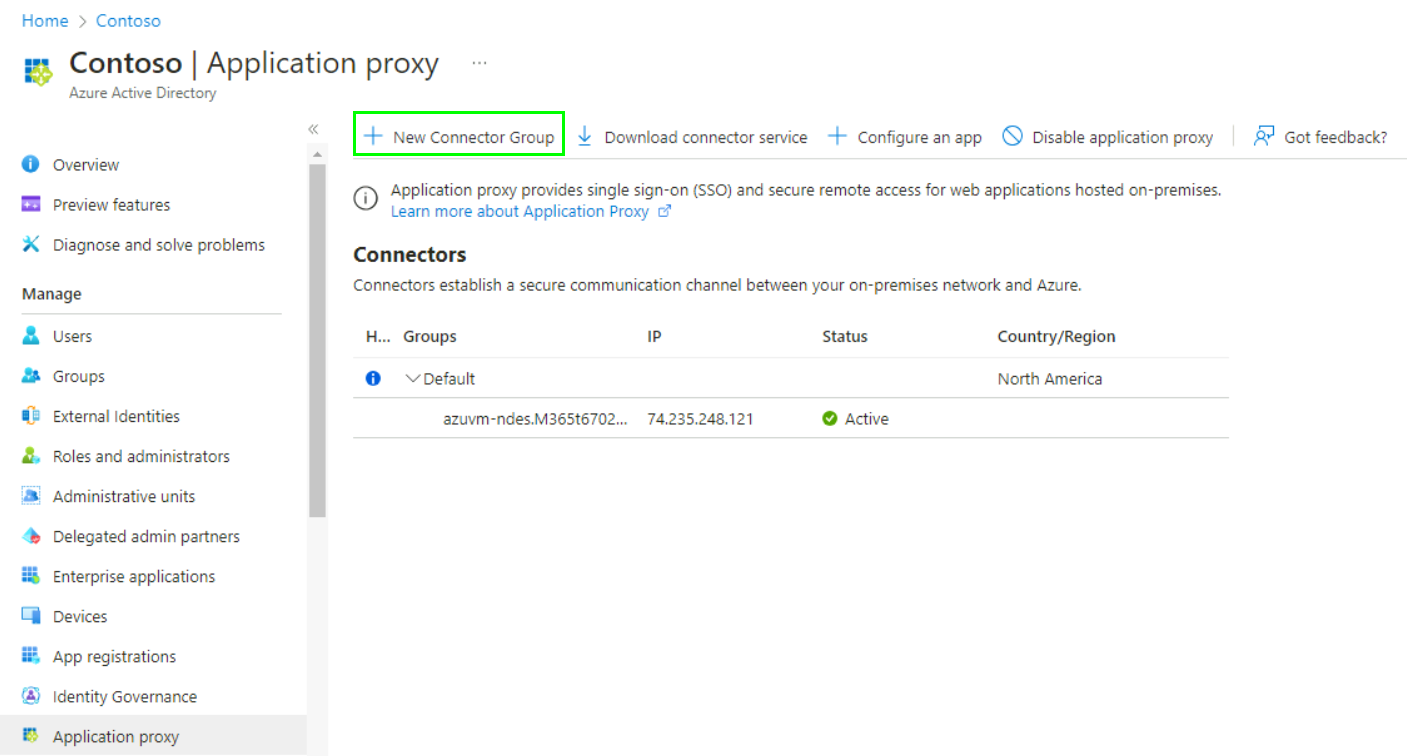 Home > Contoso
Contoso | Application proxy ...
Azure Active Directory
New Connector Group Download connector service Configure an app Disable application proxy Got feedback?
Application proxy provides single sign-on (SSO) and secure remote access for web applications hosted on-premises.
Learn more about Application Proxy
Connectors
Connectors establish a secure communication channel between your on-premises network and Azure.
H... Groups IP Status Country/Region
Default North America
azuvm-ndes.M365t6702... 74.235.248.121 Active
Overview
Preview features
Diagnose and solve problems
Manage
Users
Groups
External Identities
Roles and administrators
Administrative units
Delegated admin partners
Enterprise applications
Devices
App registrations
Identity Governance
Application proxy